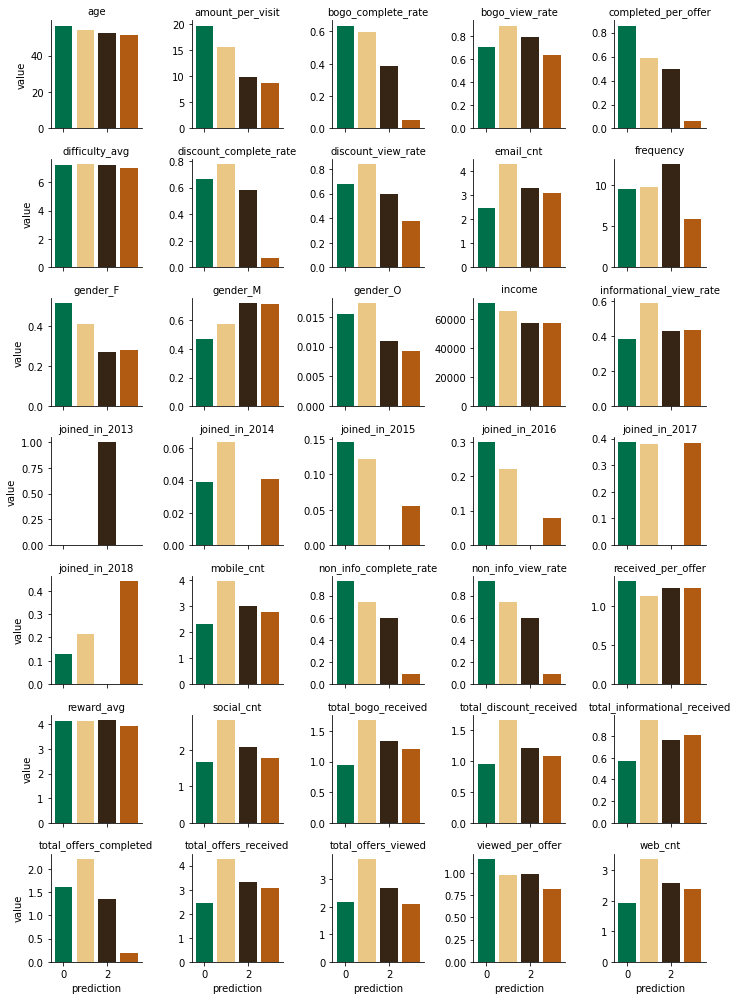 age amount_per_visit bogo_complete_rate bogo_view_rate completed_per_offer
value
0 20 40
0 5 10 15 20
0.0 0.2 0.4 0.6
0.0 0.2 0.4 0.6 0.8
0.0 0.2 0.4 0.6 0.8
difficulty_avg discount_complete_rate discount_view_rate email_cnt frequency
value
0 2 4 6
0.0 0.2 0.4 0.6 0.8
0.0 0.2 0.4 0.6 0.8
0 1 2 3 4
0 5 10
gender_F gender_M gender_O income informational_view_rate
value
0.0 0.2 0.4
0.0 0.2 0.4 0.6
0.000 0.005 0.010 0.015
0 20000 40000 60000
0.0 0.2 0.4 0.6
joined_in_2013 joined_in_2014 joined_in_2015 joined_in_2016 joined_in_2017
value
0.00 0.25 0.50 0.75 1.00
0.00 0.02 0.04 0.06
0.00 0.05 0.10 0.15
0.0 0.1 0.2 0.3
0.0 0.1 0.2 0.3 0.4
joined_in_2018 mobile_cnt non_info_complete_rate non_info_view_rate received_per_offer
value
0.0 0.1 0.2 0.3 0.4
0 1 2 3 4
0.0 0.2 0.4 0.6 0.8
0.0 0.2 0.4 0.6 0.8
0.0 0.5 1.0
reward_avg social_cnt total_bogo_received total_discount_received total_informational_received
value
0 1 2 3 4
0 1 2
0.0 0.5 1.0 1.5
0.0 0.5 1.0 1.5
0.0 0.2 0.4 0.6 0.8
total_offers_completed total_offers_received total_offers_viewed viewed_per_offer web_cnt
value
0.0 0.5 1.0 1.5 2.0
0 1 2 3 4
0 1 2 3
0.00 0.25 0.50 0.75 1.00
0 1 2 3
0 2 0 2 0 2 0 2 0 2
prediction prediction prediction prediction prediction